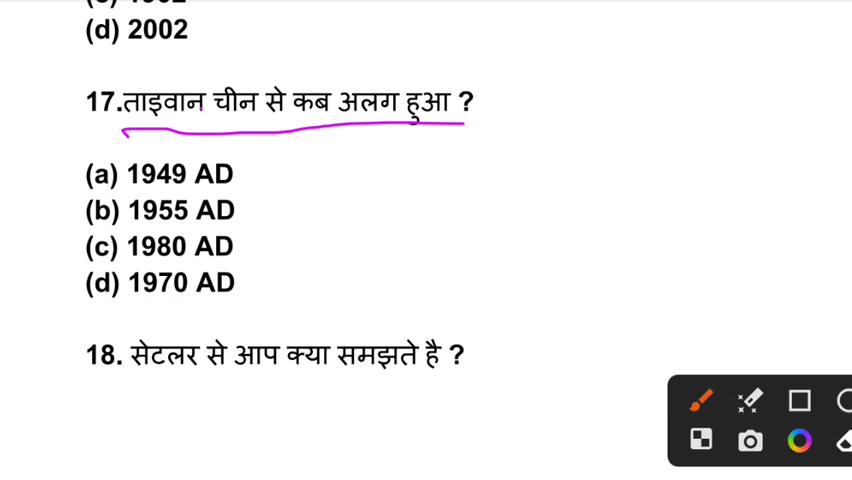 (d) 2002
17.ताइवान चीन से कब अलग हुआ ?
(a) 1949 AD
(b) 1955 AD
(c) 1980 AD
(d) 1970 AD
18. सेटलर से आप क्या समझते है ?